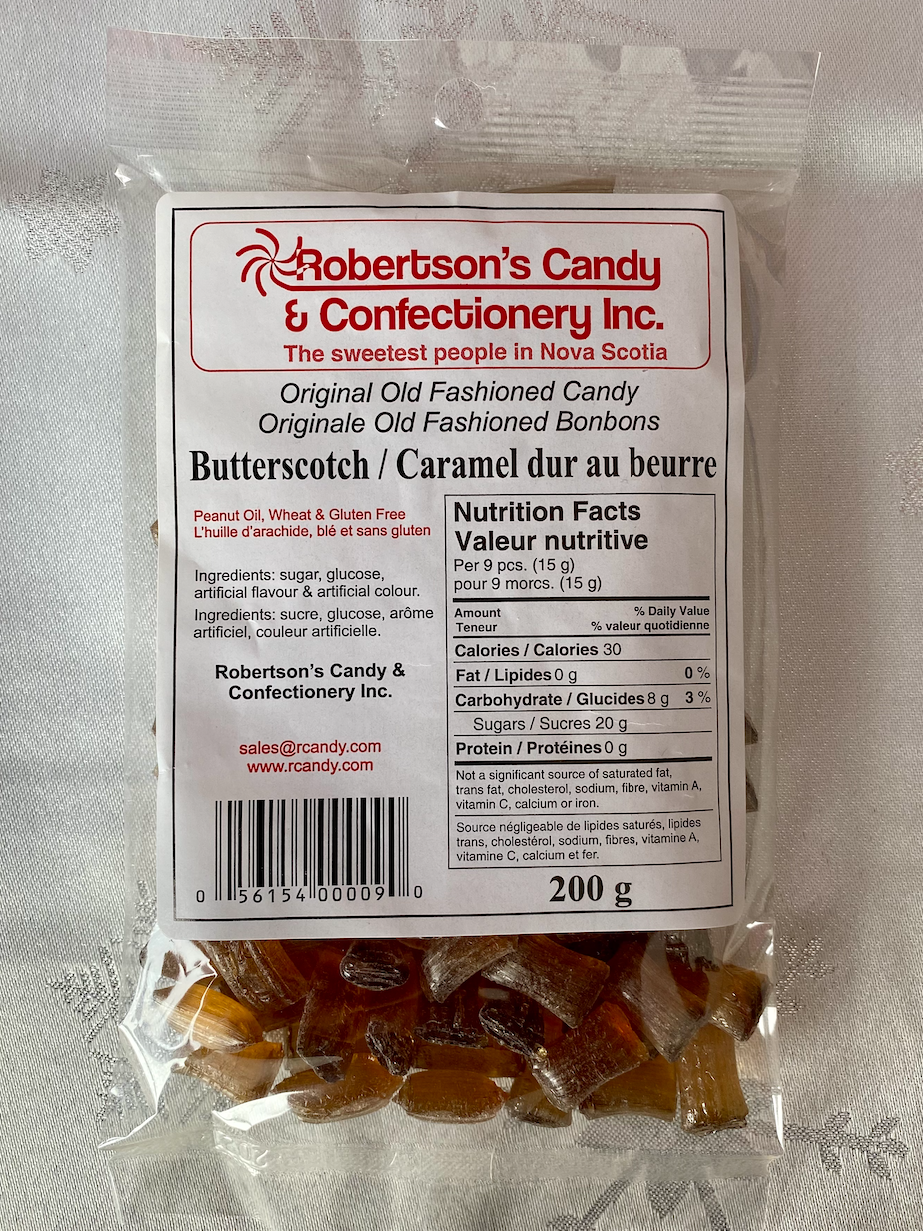 Robertson's Candy
& Confectionery Inc.
The sweetest people in Nova Scotia
Original Old Fashioned Candy
Originale Old Fashioned Bonbons
Butterscotch / Caramel dur au beurre
Peanut Oil, Wheat & Gluten Free
L'huille d'arachide, blé et sans gluten
Ingredients: sugar, glucose,
artificial flavour & artificial colour.
Ingredients: sucre, glucose, arôme
artificiel, couleur artificielle.
Robertson's Candy &
Confectionery Inc.
sales@rcandy.com
www.rcandy.com
0 56154 00009 0
Nutrition Facts
Valeur nutritive
Per 9 pcs. (15 g)
pour 9 morcs. (15 g)
Amount % Daily Value
Teneur % valeur quotidienne
Calories / Calories 30
Fat / Lipides 0 g 0 %
Carbohydrate / Glucides 8 g 3 %
Sugars / Sucres 20 g
Protein / Protéines 0 g
Not a significant source of saturated fat,
trans fat, cholesterol, sodium, fibre, vitamin A,
vitamin C, calcium or iron.
Source négligeable de lipides saturés, lipides
trans, cholestérol, sodium, fibres, vitamine A,
vitamine C, calcium et fer.
200 g